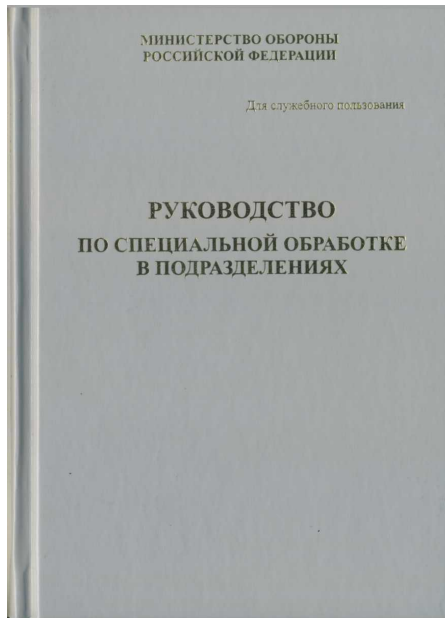 МИНИСТЕРСТВО ОБОРОНЫ
РОССИЙСКОЙ ФЕДЕРАЦИИ
Для служебного пользования
РУКОВОДСТВО
ПО СПЕЦИАЛЬНОЙ ОБРАБОТКЕ
В ПОДРАЗДЕЛЕНИЯХ